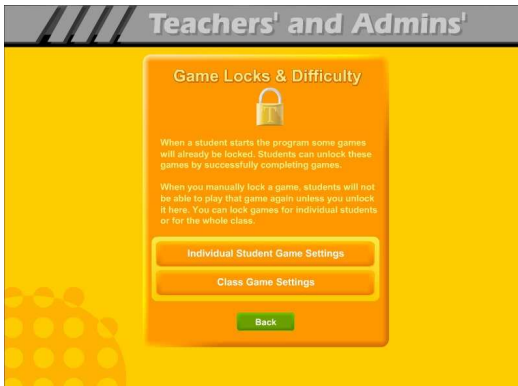 Teachers' and Admins'
Game Locks & Difficulty
T
When a student starts the program some games
will already be locked. Students can unlock these
games by successfully completing games.
When you manually lock a game, students will not
be able to play that game again unless you unlock
it here. You can lock games for individual students
or for the whole class.
Individual Student Game Settings
Class Game Settings
Back